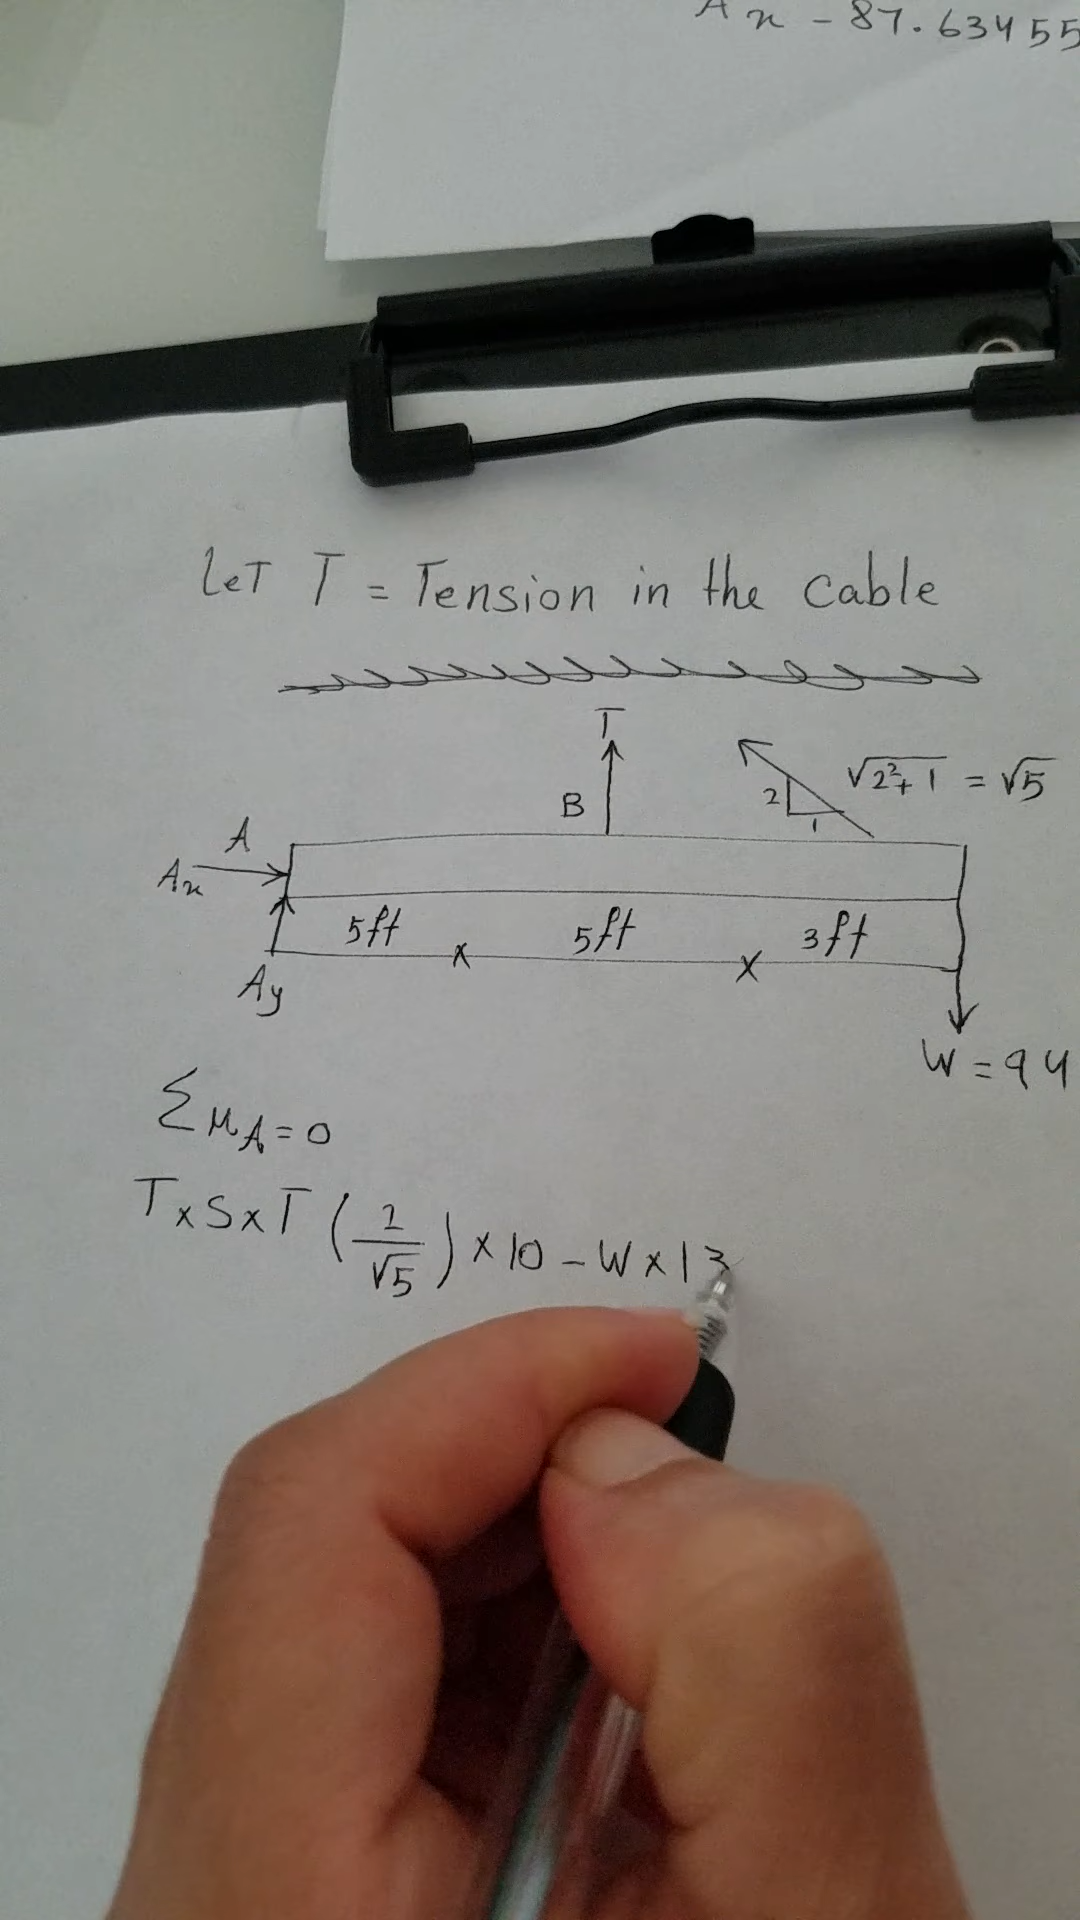 Ax - 87.63455
LeT T = Tension in the cable
T
B
2
1
√2²+1 = √5
A
Ax
5ft
5ft
3ft
Ay
W = 94
ΣMA = 0
T x 5 x T (2/√5) x 10 - W x 13